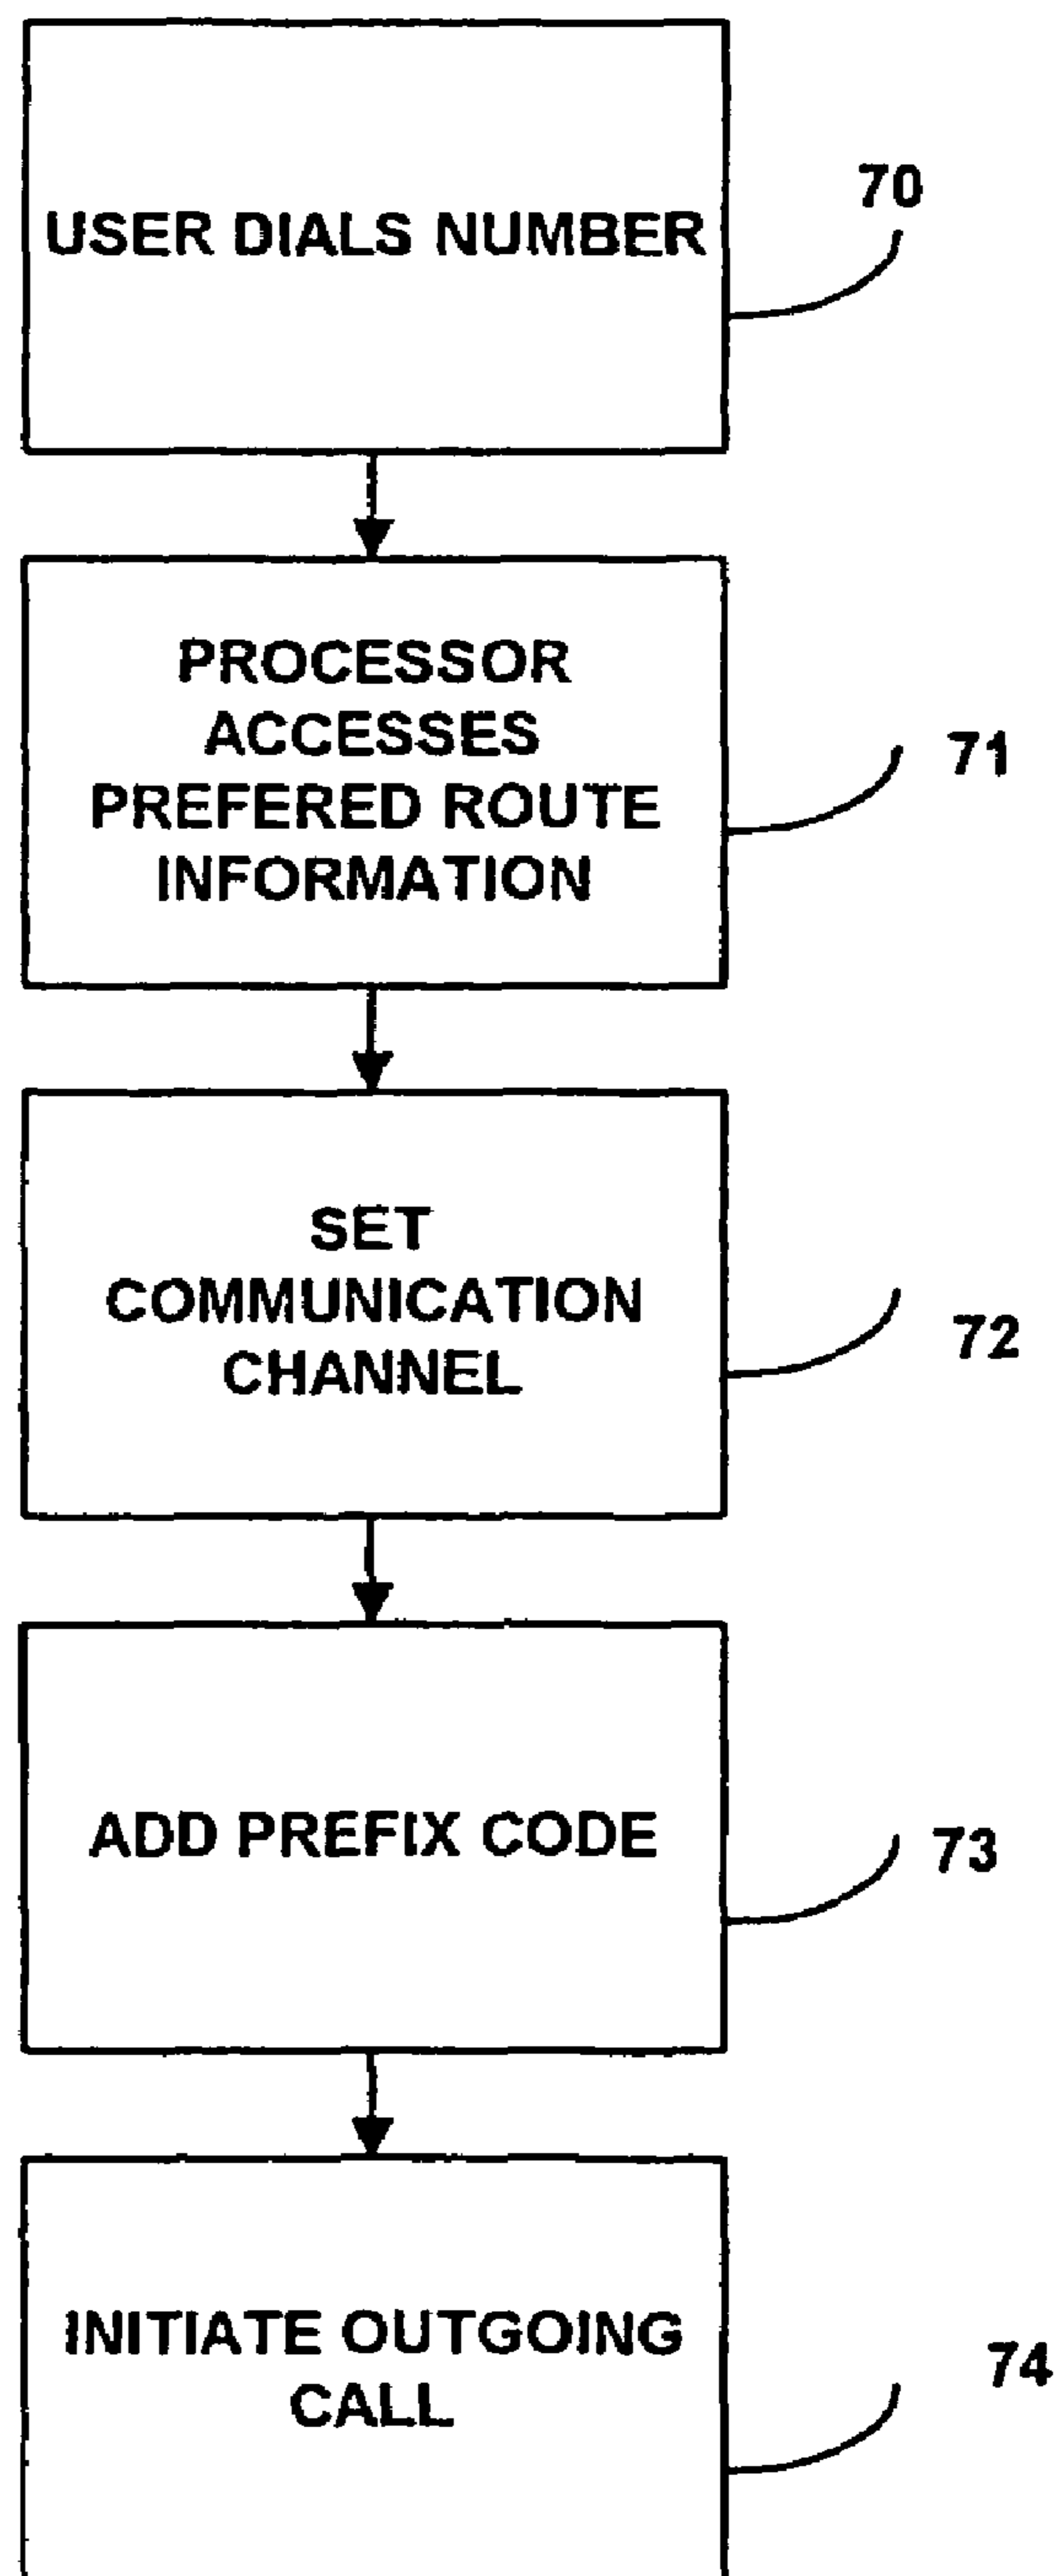 USER DIALS NUMBER
70
PROCESSOR
ACCESSES
PREFERED ROUTE
INFORMATION
71
SET
COMMUNICATION
CHANNEL
72
ADD PREFIX CODE
73
INITIATE OUTGOING
CALL
74